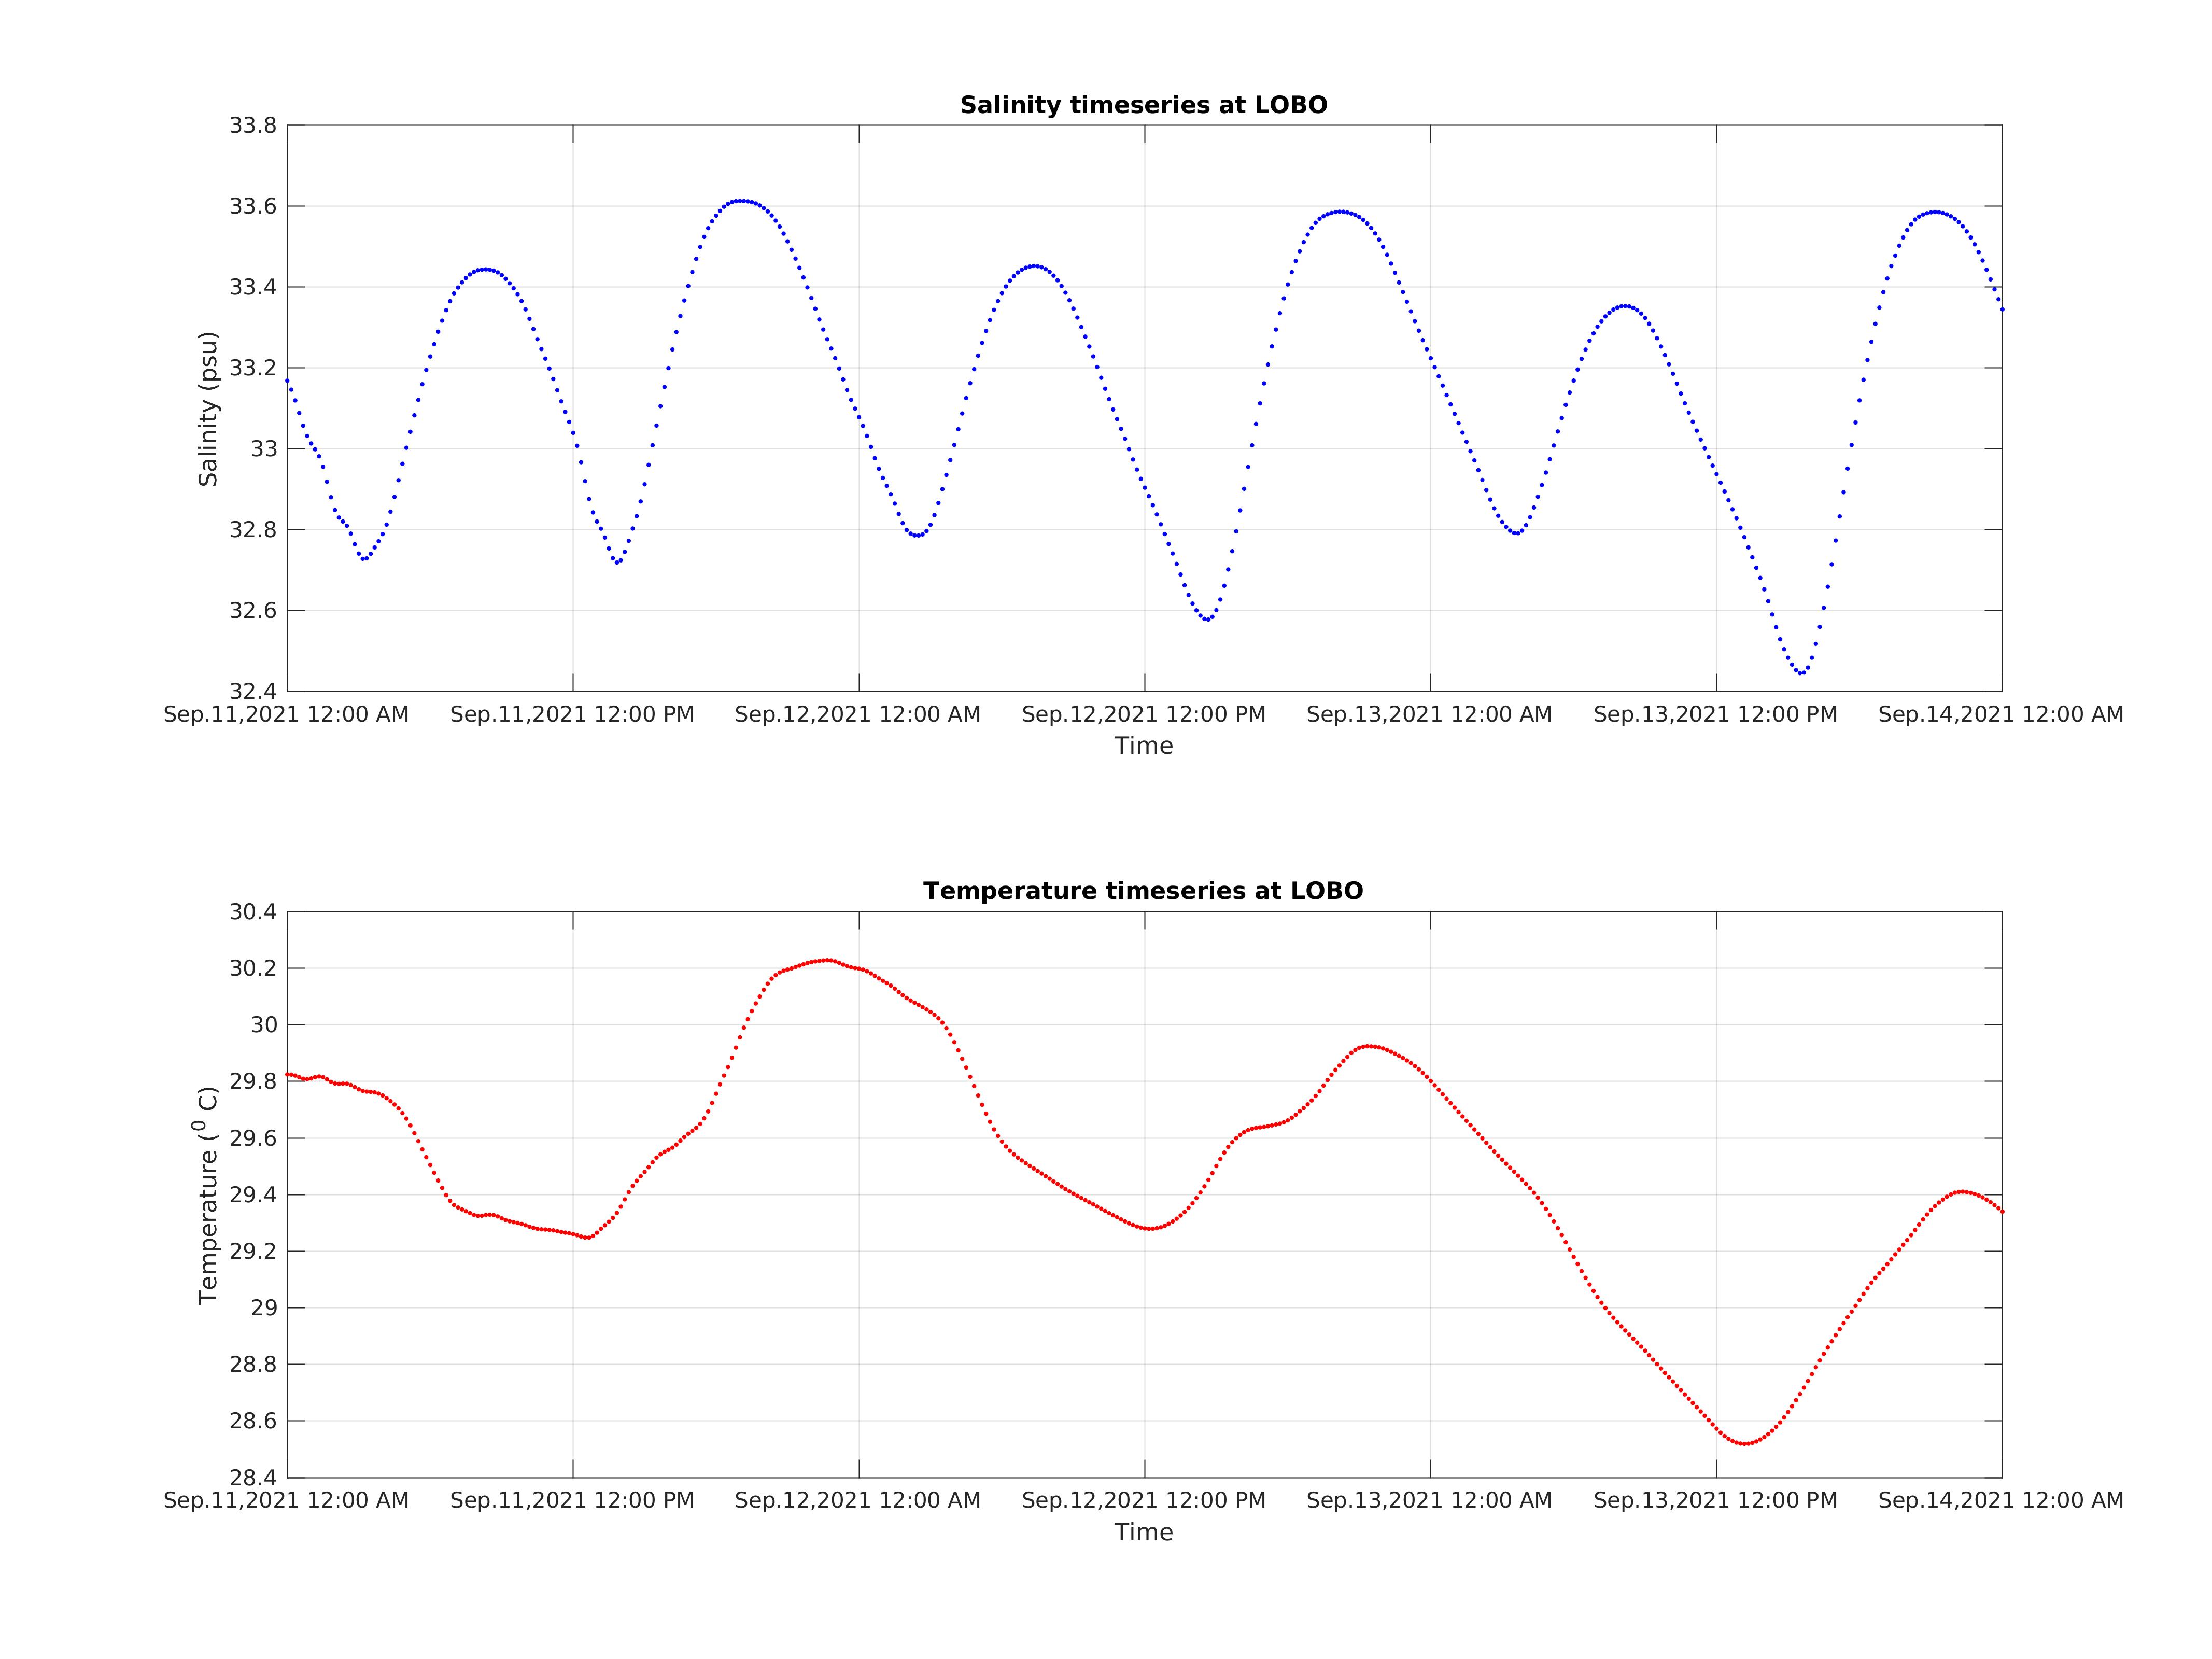 Salinity timeseries at LOBO
33.8
33.6
33.4
33.2
33
32.8
32.6
32.4
Salinity (psu)
Sep.11,2021 12:00 AM Sep.11,2021 12:00 PM Sep.12,2021 12:00 AM Sep.12,2021 12:00 PM Sep.13,2021 12:00 AM Sep.13,2021 12:00 PM Sep.14,2021 12:00 AM
Time
Temperature timeseries at LOBO
30.4
30.2
30
29.8
29.6
29.4
29.2
29
28.8
28.6
28.4
Temperature (⁰ C)
Sep.11,2021 12:00 AM Sep.11,2021 12:00 PM Sep.12,2021 12:00 AM Sep.12,2021 12:00 PM Sep.13,2021 12:00 AM Sep.13,2021 12:00 PM Sep.14,2021 12:00 AM
Time